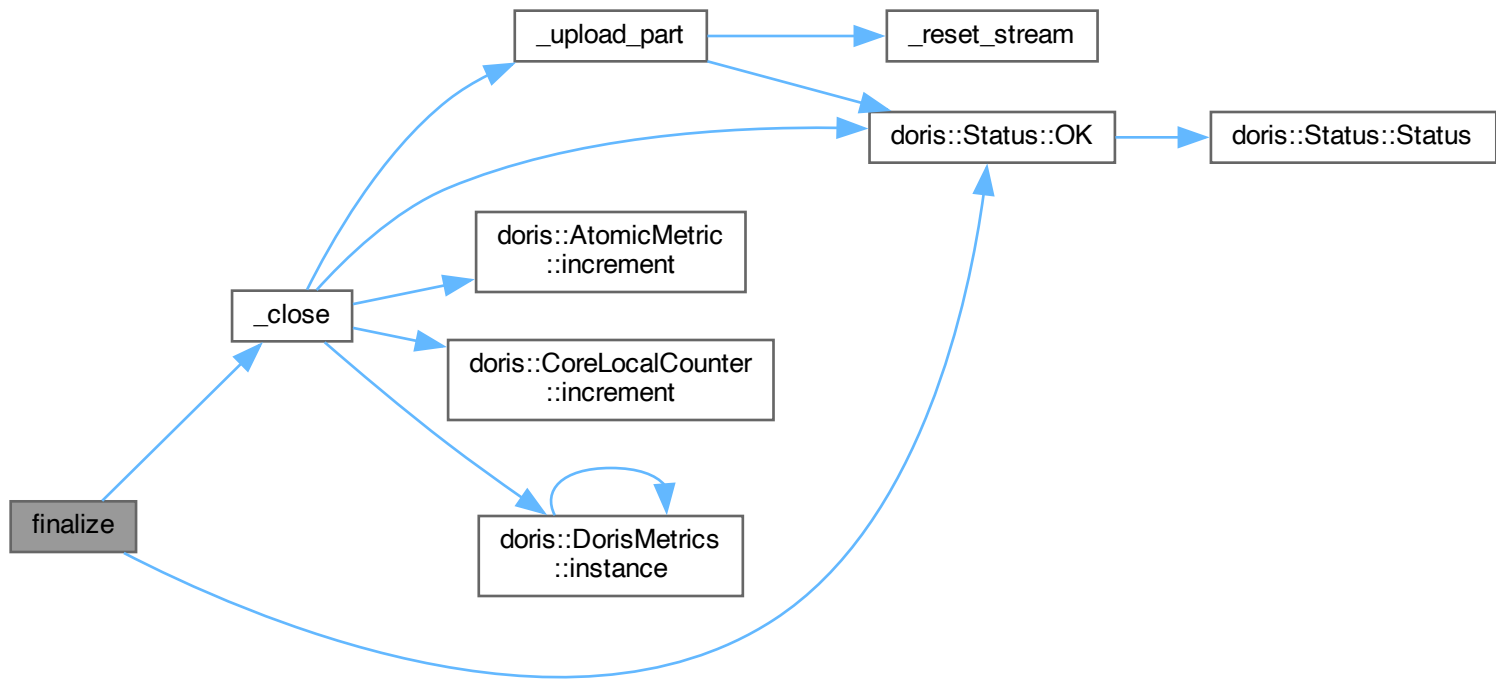 _upload_part
_reset_stream
doris::Status::OK
doris::Status::Status
doris::AtomicMetric
::increment
_close
doris::CoreLocalCounter
::increment
finalize
doris::DorisMetrics
::instance